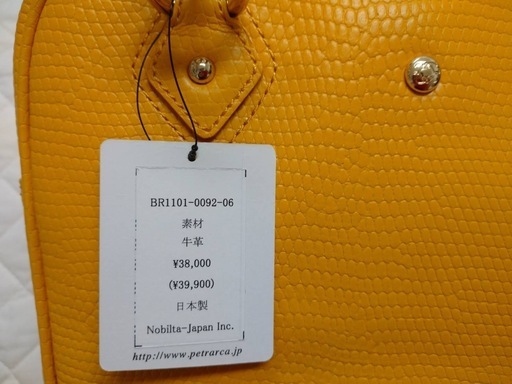 BR1101-0092-06
素材
牛革
¥38,000
(¥39,900)
日本製
Nobilta-Japan Inc.
http://www.petrarca.jp